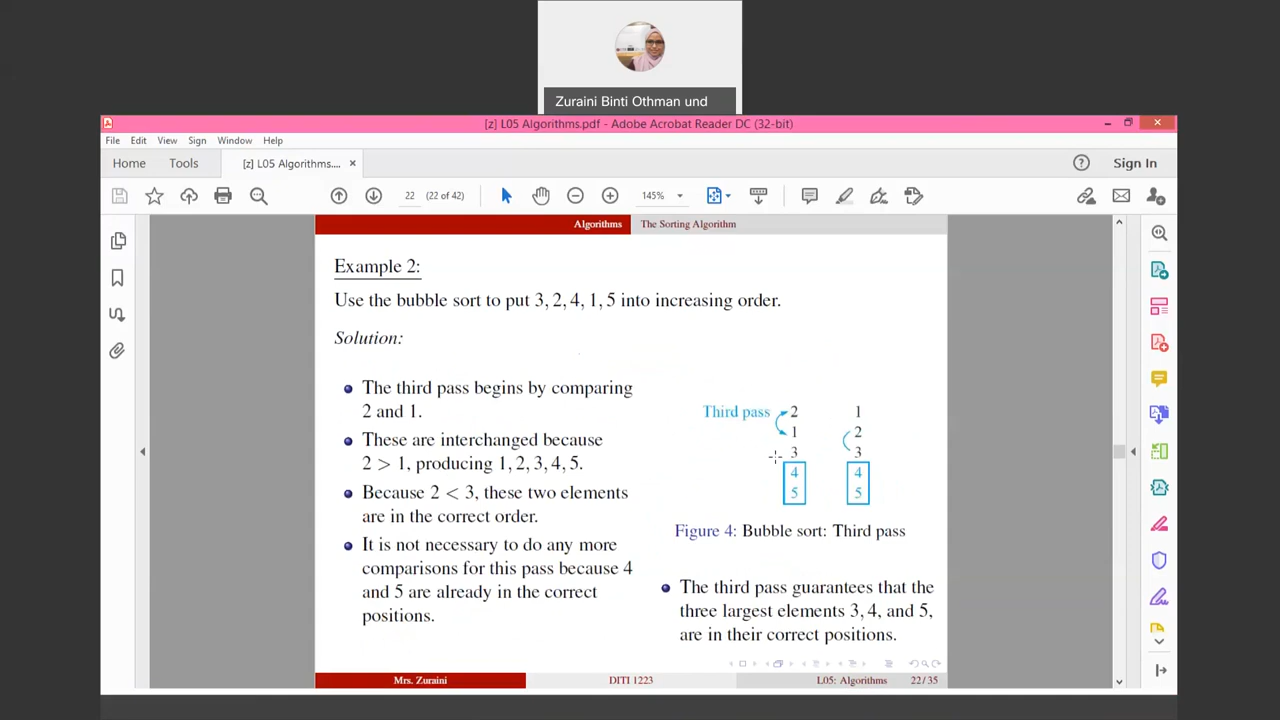 Zuraini Binti Othman und
[z] L05 Algorithms.pdf - Adobe Acrobat Reader DC (32-bit)
File Edit View Sign Window Help
Home Tools [z] L05 Algorithms.... × Sign In
22 (22 of 42) 145%
Algorithms The Sorting Algorithm
Example 2:
Use the bubble sort to put 3, 2, 4, 1, 5 into increasing order.
Solution:
The third pass begins by comparing
2 and 1.
These are interchanged because
2 > 1, producing 1, 2, 3, 4, 5.
Because 2 < 3, these two elements
are in the correct order.
It is not necessary to do any more
comparisons for this pass because 4
and 5 are already in the correct
positions.
Third pass 2 1
1 2
3 3
4 4
5 5
Figure 4: Bubble sort: Third pass
The third pass guarantees that the
three largest elements 3, 4, and 5,
are in their correct positions.
Mrs. Zuraini DITI 1223 L05: Algorithms 22 / 35